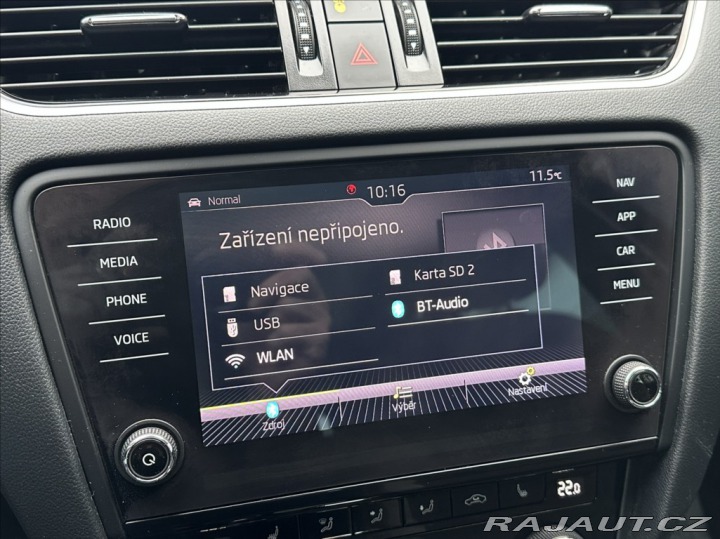 RADIO
MEDIA
PHONE
VOICE
Normal
10:16
11.5°C
Zařízení nepřipojeno.
Navigace
Karta SD 2
USB
BT-Audio
WLAN
Zdroj
Výběr
Nastavení
NAV
APP
CAR
MENU
22.0
RAJAUT.CZ